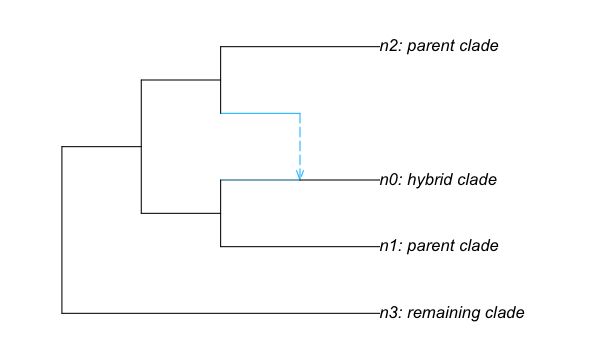 n2: parent clade
n0: hybrid clade
n1: parent clade
n3: remaining clade